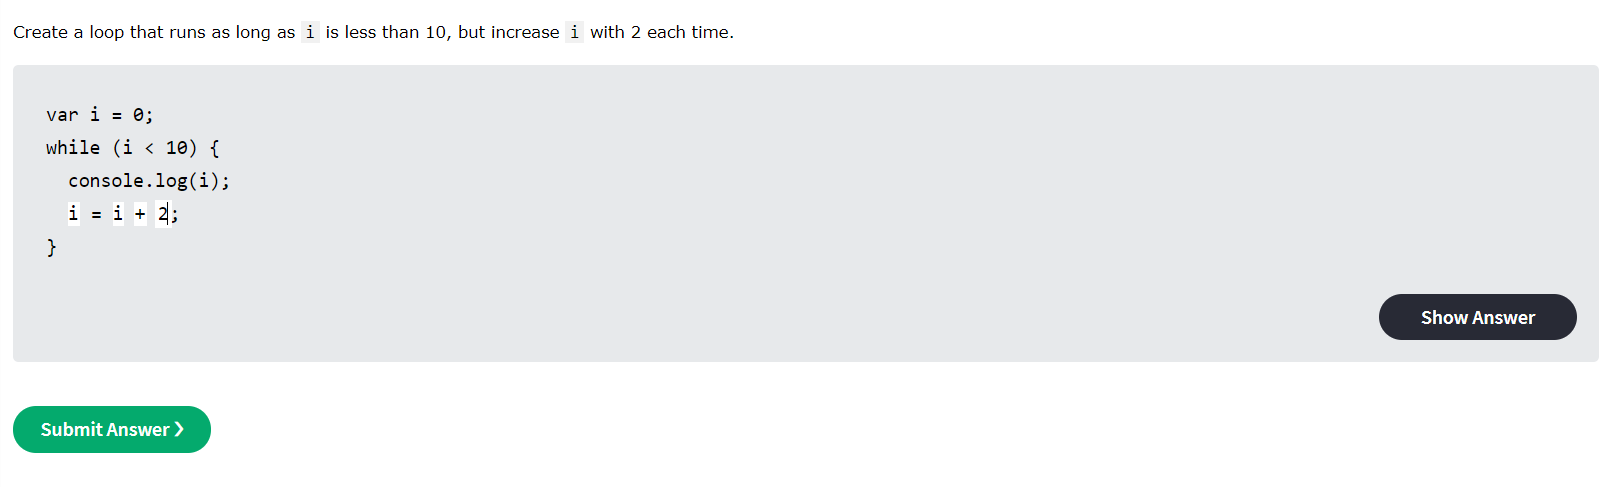 Create a loop that runs as long as i is less than 10, but increase i with 2 each time.
var i = 0;
while (i < 10) {
  console.log(i);
  i = i + 2;
}
Show Answer
Submit Answer ❯